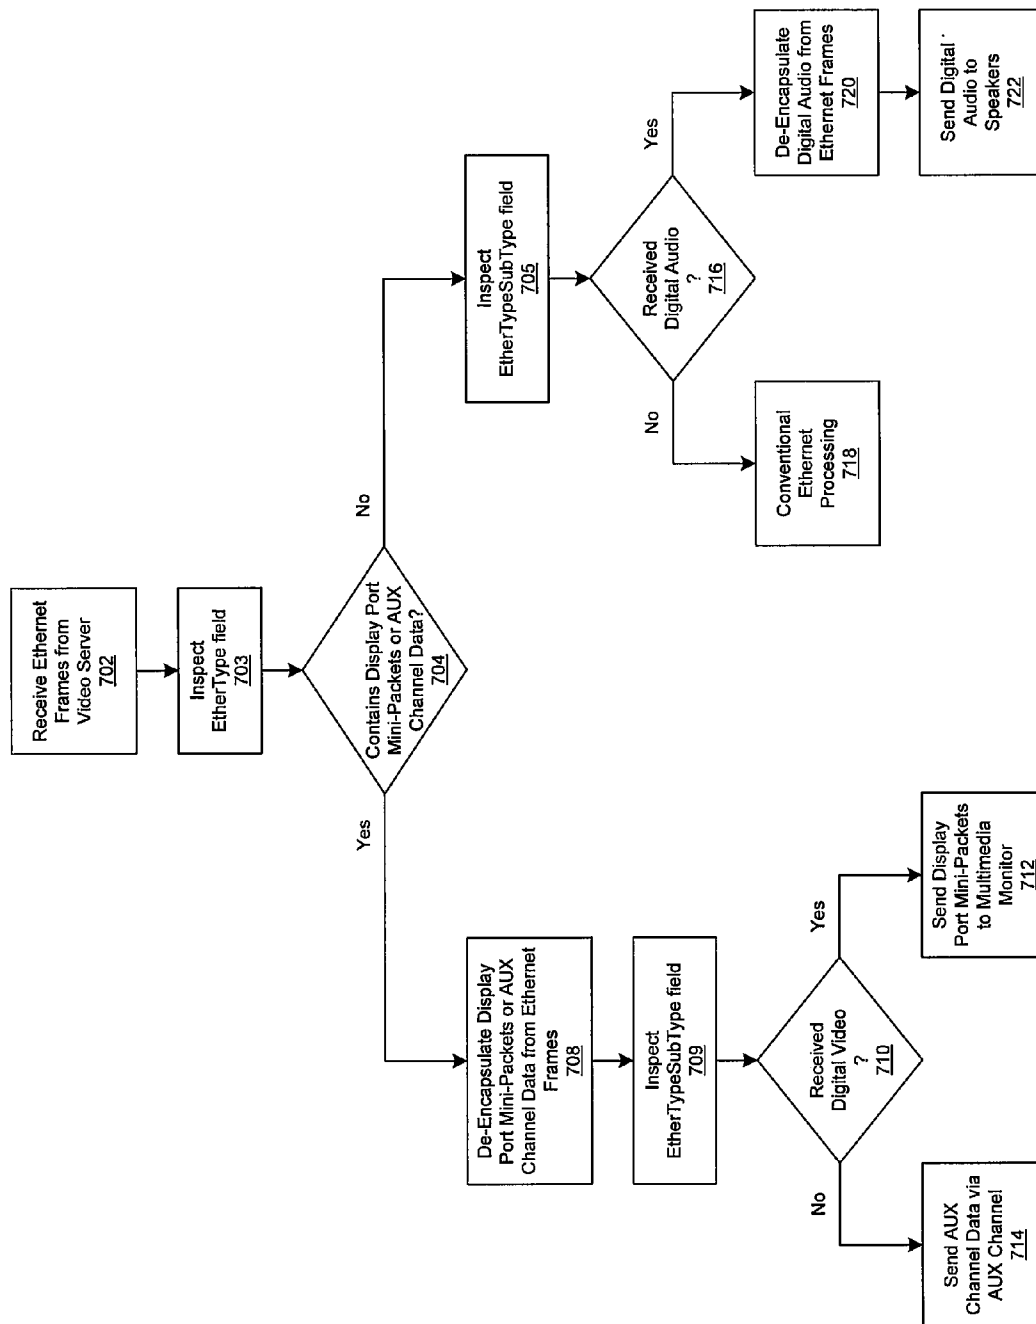 Receive Ethernet
Frames from
Video Server
702
Inspect
EtherType field
703
Contains Display Port
Mini-Packets or AUX
Channel Data?
704
Yes
No
De-Encapsulate Display
Port Mini-Packets or AUX
Channel Data from Ethernet
Frames
708
Inspect
EtherTypeSubType field
709
Received
Digital Video
?
710
No
Yes
Send AUX
Channel Data via
AUX Channel
714
Send Display
Port Mini-Packets
to Multimedia
Monitor
712
Inspect
EtherTypeSubType field
705
Received
Digital Audio
?
716
No
Yes
Conventional
Ethernet
Processing
718
De-Encapsulate
Digital Audio from
Ethernet Frames
720
Send Digital
Audio to
Speakers
722